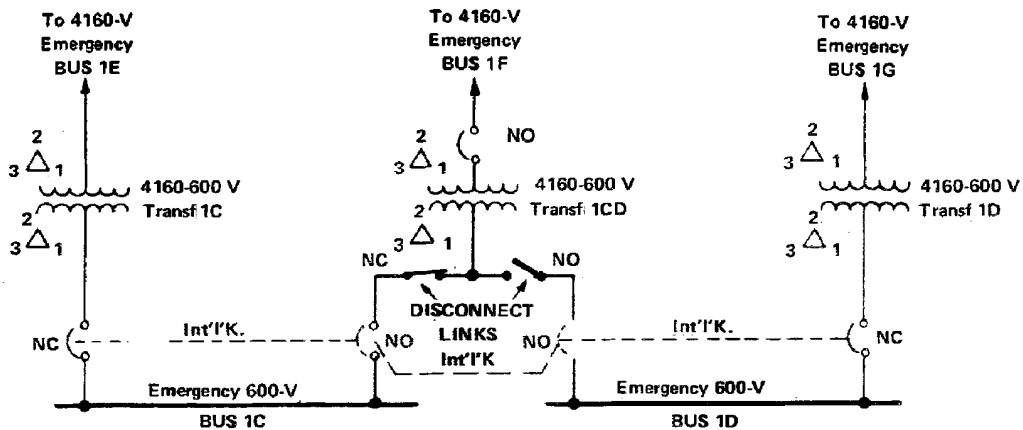 To 4160-V
Emergency
BUS 1E
To 4160-V
Emergency
BUS 1F
To 4160-V
Emergency
BUS 1G
NO
2
3 1
2
3 1
2
3 1
4160-600 V
Transf 1C
4160-600 V
Transf 1CD
4160-600 V
Transf 1D
2
3 1
2
3 1
2
3 1
NC
NO
DISCONNECT
LINKS
Int'l'K
NC
Int'l'K.
NO
NO
Int'l'K.
NC
Emergency 600-V
BUS 1C
Emergency 600-V
BUS 1D